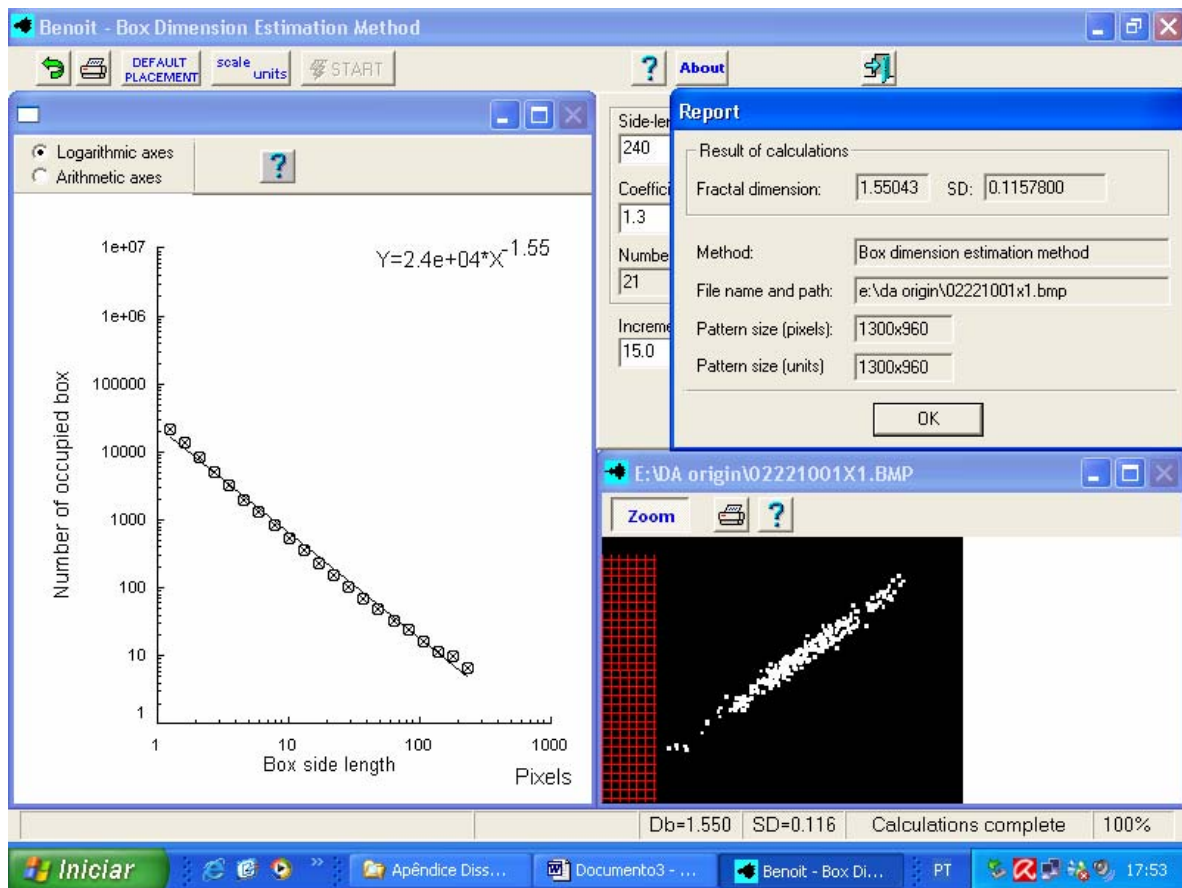 Benoit - Box Dimension Estimation Method
DEFAULT PLACEMENT
scale units
START
?
About
Logarithmic axes
Arithmetic axes
?
Y=2.4e+04*X-1.55
1e+07
1e+06
100000
10000
1000
100
10
1
Number of occupied box
1
10
100
1000
Box side length
Pixels
Side-len
240
Coeffici
1.3
Numbe
21
Increme
15.0
Report
Result of calculations
Fractal dimension: 1.55043 SD: 0.1157800
Method: Box dimension estimation method
File name and path: e:\da origin\02221001x1.bmp
Pattern size (pixels): 1300x960
Pattern size (units) 1300x960
OK
E:\DA origin\02221001X1.BMP
Zoom
?
Db=1.550 SD=0.116 Calculations complete 100%
Iniciar
»
Apêndice Diss...
Documento3 - ...
Benoit - Box Di...
PT
17:53